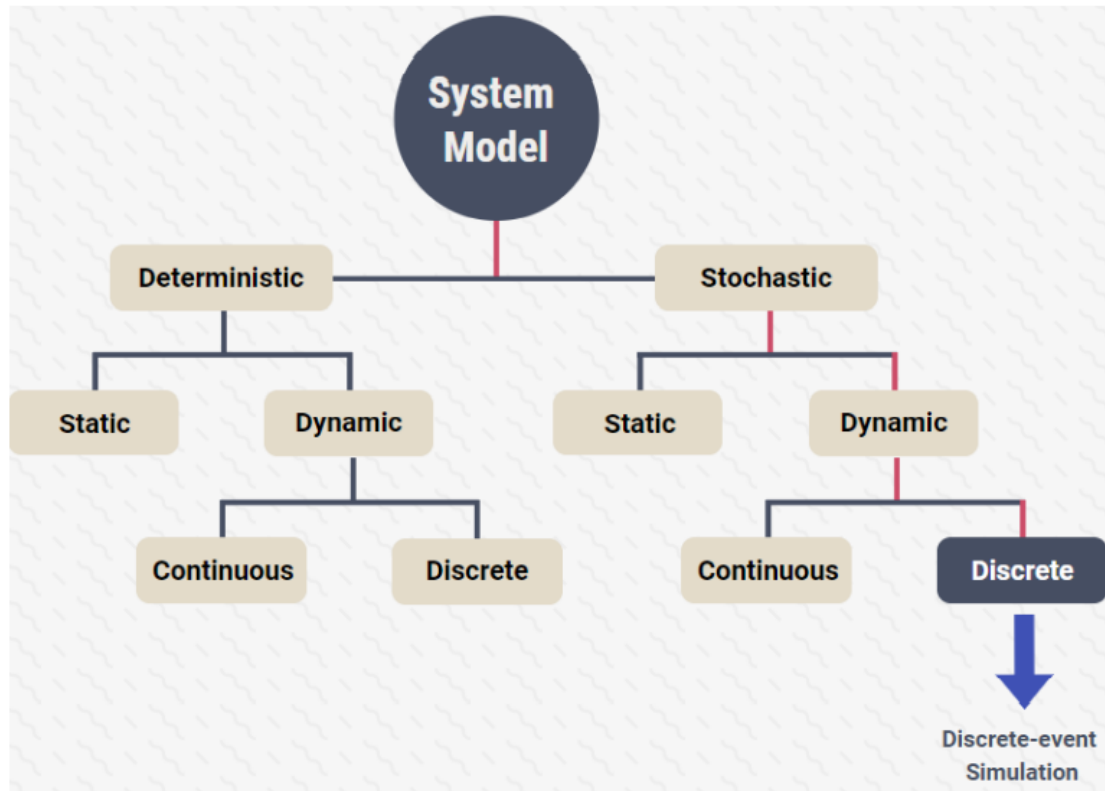 System
Model
Deterministic
Stochastic
Static
Dynamic
Static
Dynamic
Continuous
Discrete
Continuous
Discrete
Discrete-event
Simulation